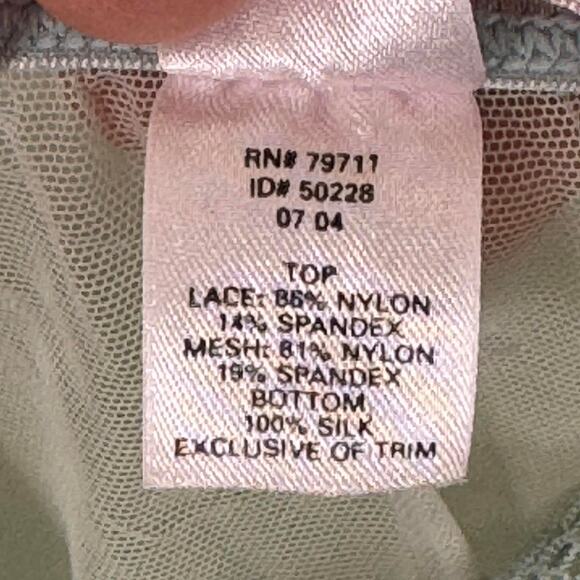 RN# 79711
ID# 50228
07 04
TOP
LACE: 86% NYLON
14% SPANDEX
MESH: 81% NYLON
19% SPANDEX
BOTTOM
100% SILK
EXCLUSIVE OF TRIM